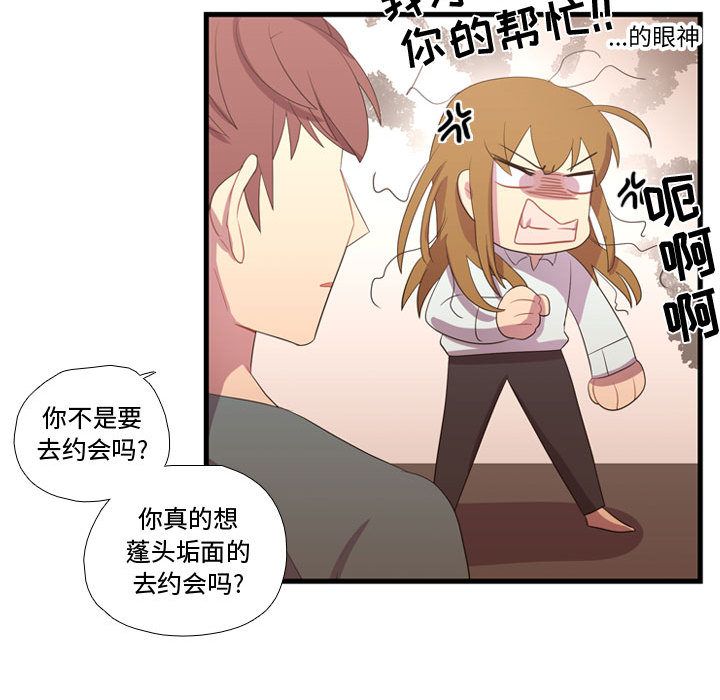 你的帮忙!!
...的眼神
呃啊啊
你不是要
去约会吗?
你真的想
蓬头垢面的
去约会吗?